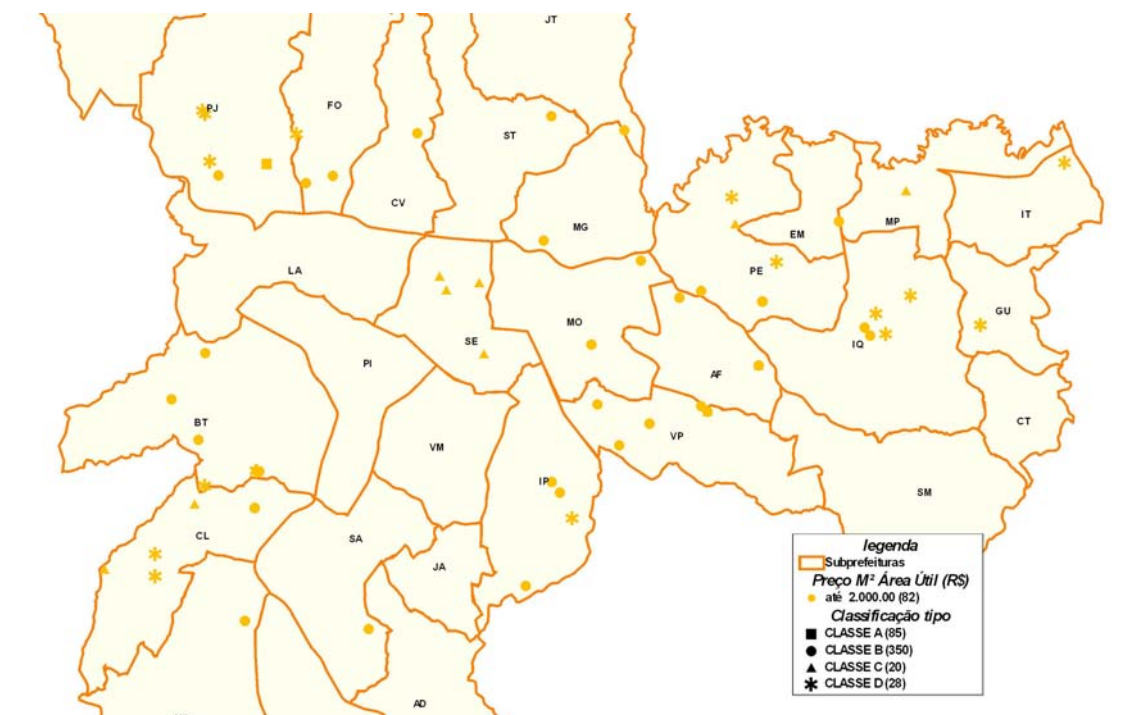 JT
PJ
FO
ST
CV
MG
EM
MP
IT
LA
PE
GU
MO
SE
IQ
PI
AF
BT
VP
CT
VM
IP
SM
CL
SA
JA
AD
legenda
Subprefeituras
Preço M² Área Útil (R$)
até 2.000.00 (82)
Classificação tipo
CLASSE A (85)
CLASSE B (350)
CLASSE C (20)
CLASSE D (28)